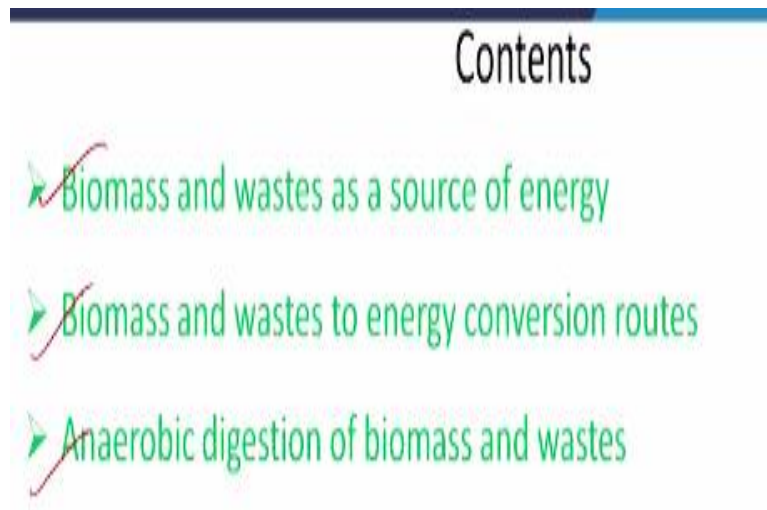 Contents
Biomass and wastes as a source of energy
Biomass and wastes to energy conversion routes
Anaerobic digestion of biomass and wastes